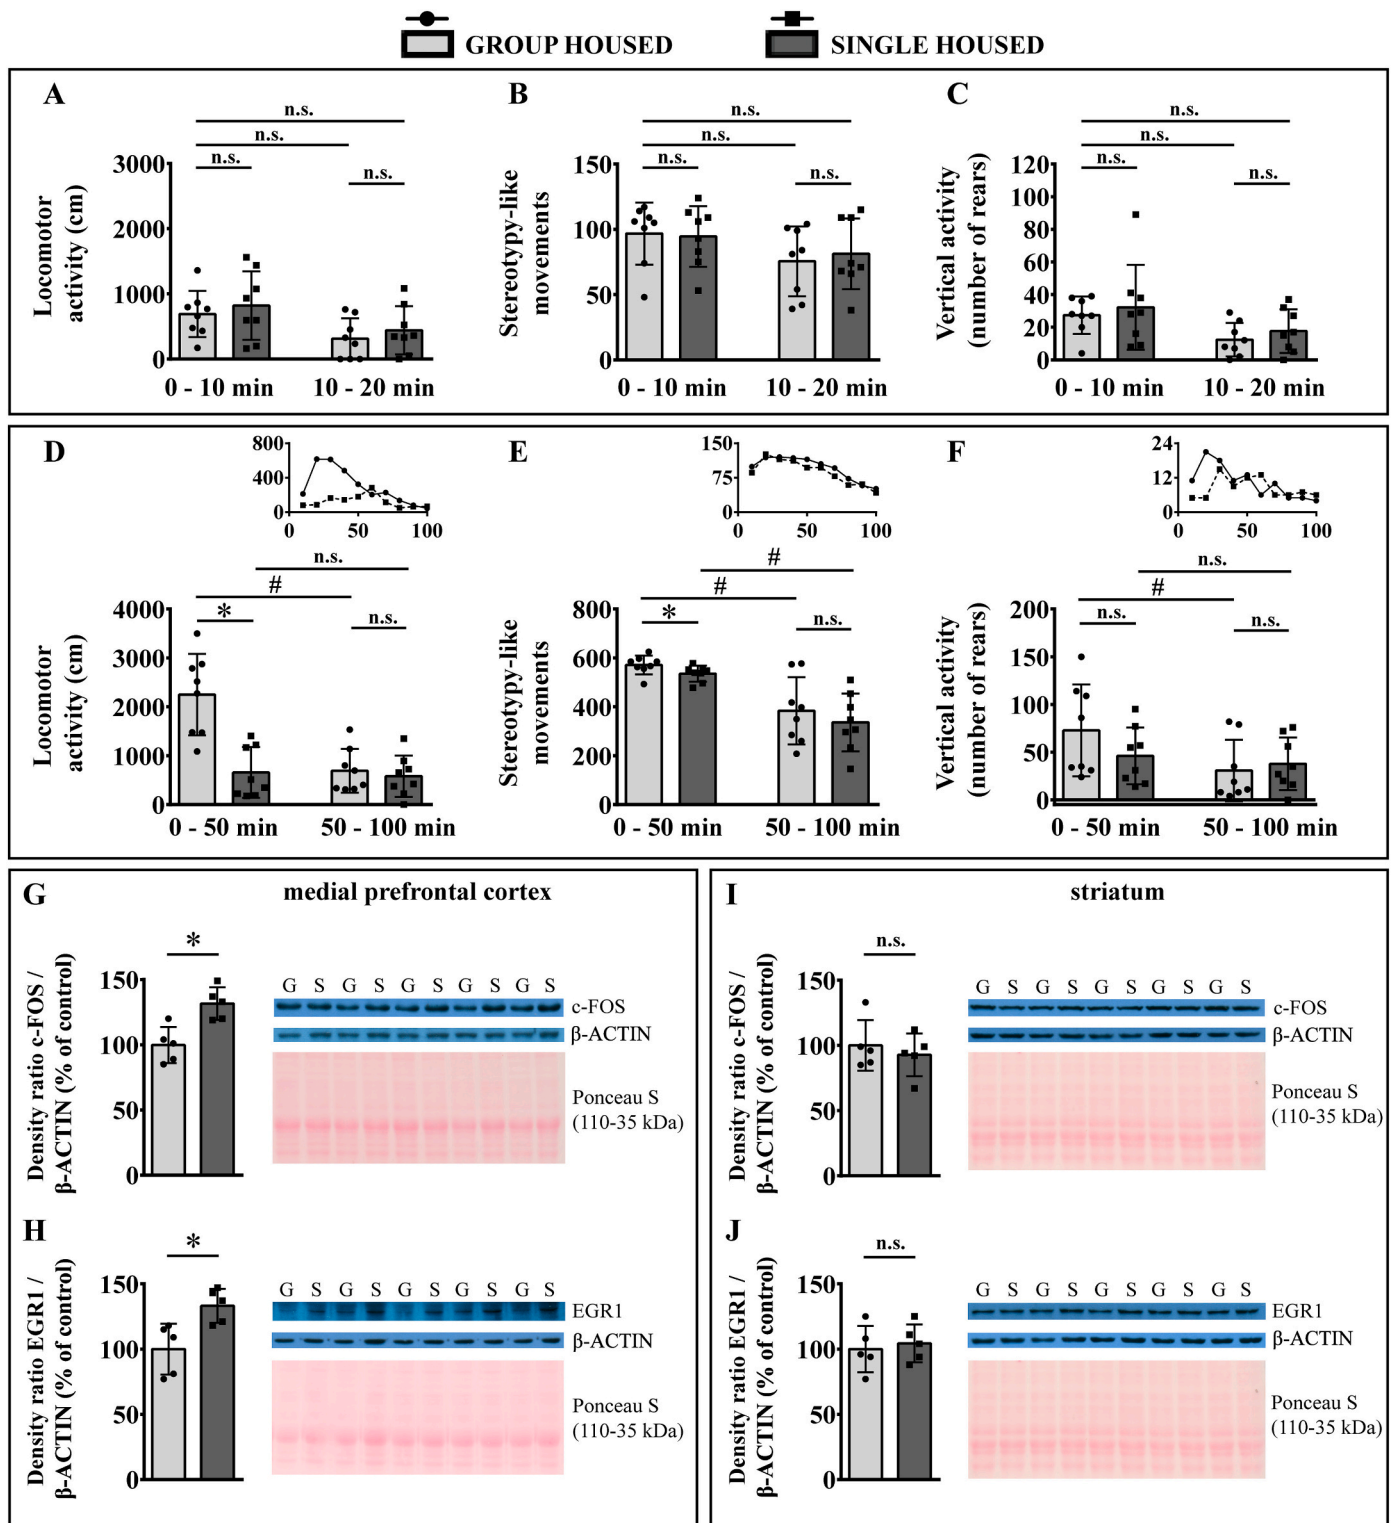 GROUP HOUSED SINGLE HOUSED
A B C
n.s. n.s. n.s.
n.s. n.s. n.s.
n.s. n.s. n.s. n.s. n.s. n.s.
Locomotor
activity (cm)
3000
2000
1000
0
0 - 10 min 10 - 20 min
Stereotypy-like
movements
150
100
50
0
0 - 10 min 10 - 20 min
Vertical activity
(number of rears)
120
100
80
60
40
20
0
0 - 10 min 10 - 20 min
D
800
400
0
0 50 100
n.s.
#
* n.s.
Locomotor
activity (cm)
4000
3000
2000
1000
0
0 - 50 min 50 - 100 min
E
150
75
0
0 50 100
#
#
* n.s.
Stereotypy-like
movements
800
600
400
200
0
0 - 50 min 50 - 100 min
F
24
12
0
0 50 100
n.s.
#
n.s. n.s.
Vertical activity
(number of rears)
200
150
100
50
0
0 - 50 min 50 - 100 min
G medial prefrontal cortex
*
Density ratio c-FOS /
β-ACTIN (% of control)
150
100
50
0
G S G S G S G S G S
c-FOS
β-ACTIN
Ponceau S
(110-35 kDa)
H
*
Density ratio EGR1 /
β-ACTIN (% of control)
150
100
50
0
G S G S G S G S G S
EGR1
β-ACTIN
Ponceau S
(110-35 kDa)
I striatum
n.s.
Density ratio c-FOS /
β-ACTIN (% of control)
150
100
50
0
G S G S G S G S G S
c-FOS
β-ACTIN
Ponceau S
(110-35 kDa)
J
n.s.
Density ratio EGR1 /
β-ACTIN (% of control)
150
100
50
0
G S G S G S G S G S
EGR1
β-ACTIN
Ponceau S
(110-35 kDa)